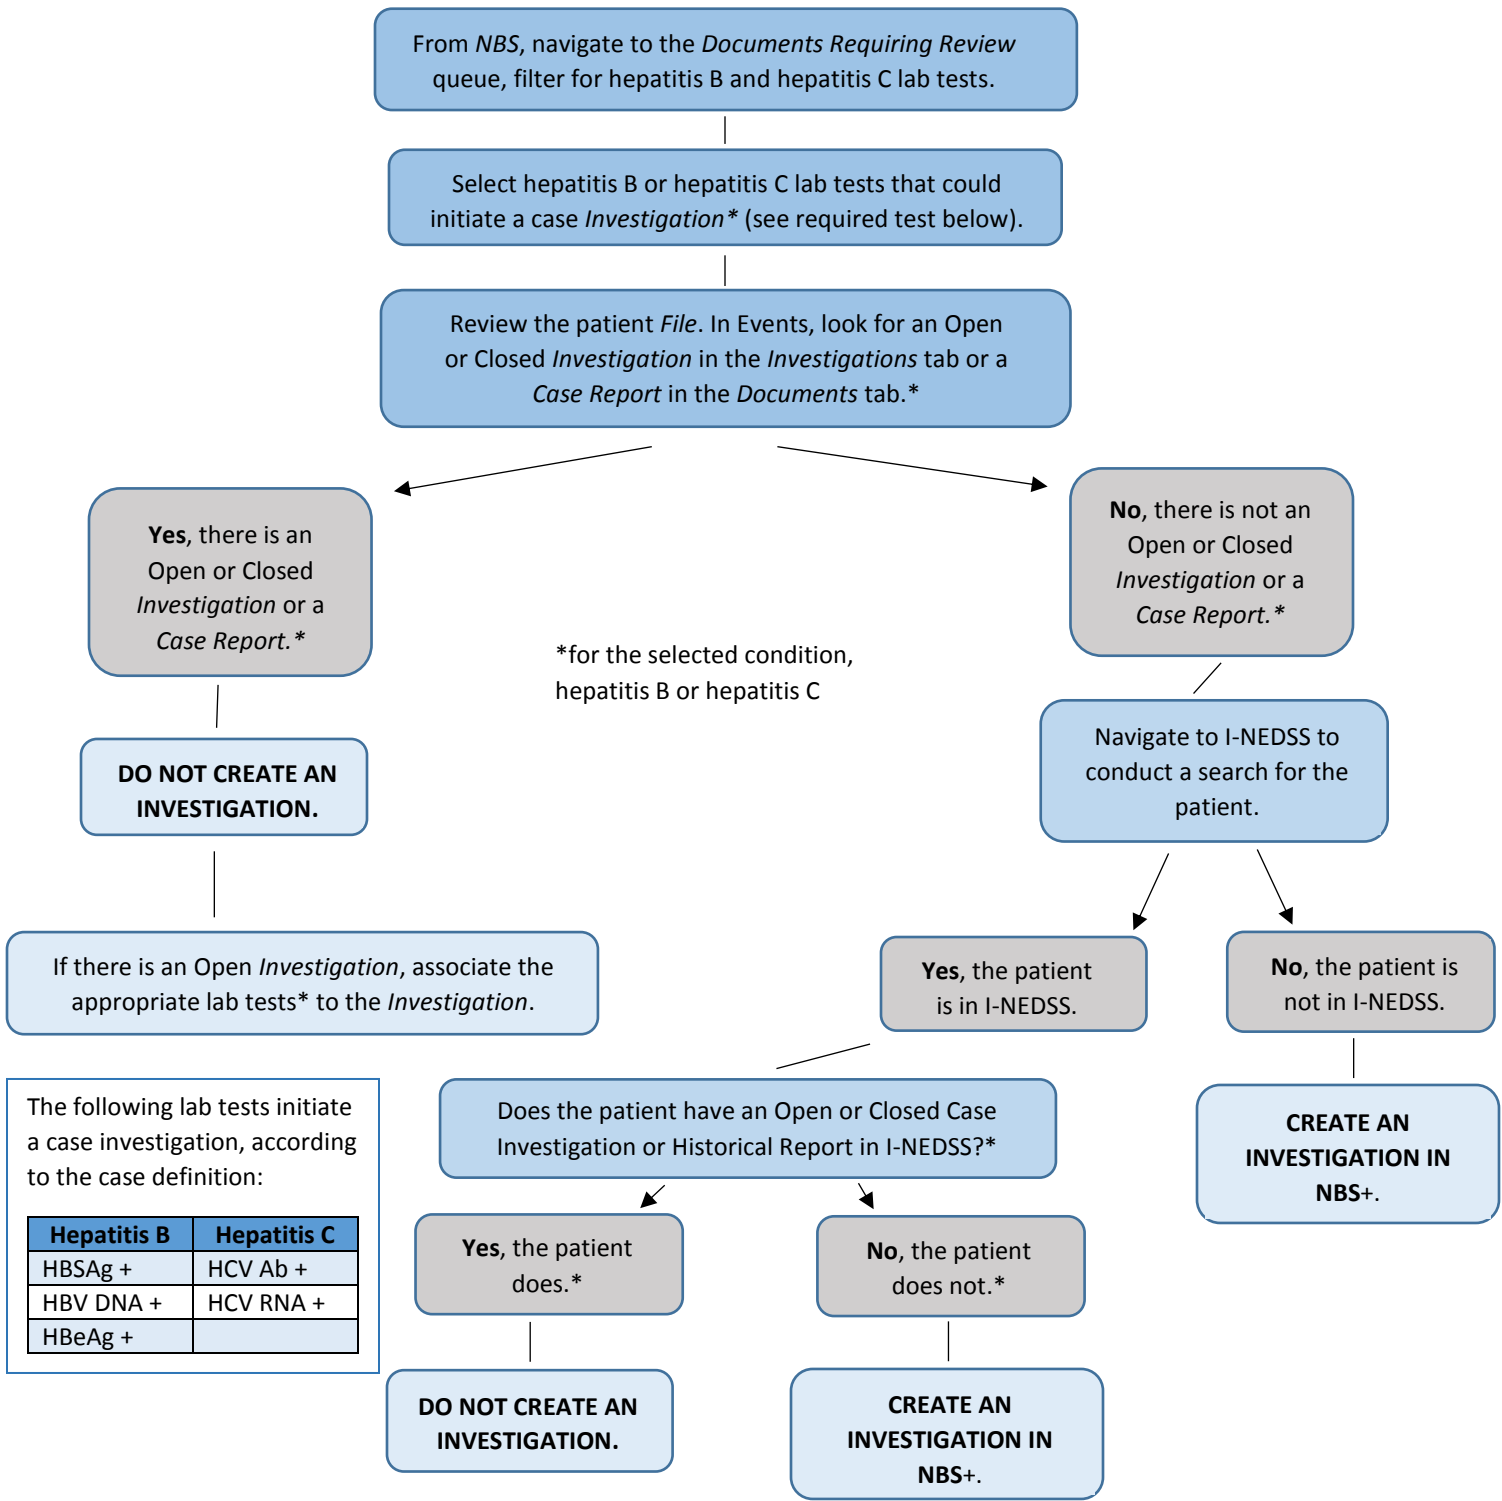 From NBS, navigate to the Documents Requiring Review
queue, filter for hepatitis B and hepatitis C lab tests.
Select hepatitis B or hepatitis C lab tests that could
initiate a case Investigation* (see required test below).
Review the patient File. In Events, look for an Open
or Closed Investigation in the Investigations tab or a
Case Report in the Documents tab.*
Yes, there is an
Open or Closed
Investigation or a
Case Report.*
No, there is not an
Open or Closed
Investigation or a
Case Report.*
*for the selected condition,
hepatitis B or hepatitis C
DO NOT CREATE AN
INVESTIGATION.
Navigate to I-NEDSS to
conduct a search for the
patient.
If there is an Open Investigation, associate the
appropriate lab tests* to the Investigation.
Yes, the patient
is in I-NEDSS.
No, the patient is
not in I-NEDSS.
The following lab tests initiate
a case investigation, according
to the case definition:
Hepatitis B Hepatitis C
HBSAg + HCV Ab +
HBV DNA + HCV RNA +
HBeAg +
Does the patient have an Open or Closed Case
Investigation or Historical Report in I-NEDSS?*
CREATE AN
INVESTIGATION IN
NBS+.
Yes, the patient
does.*
No, the patient
does not.*
DO NOT CREATE AN
INVESTIGATION.
CREATE AN
INVESTIGATION IN
NBS+.